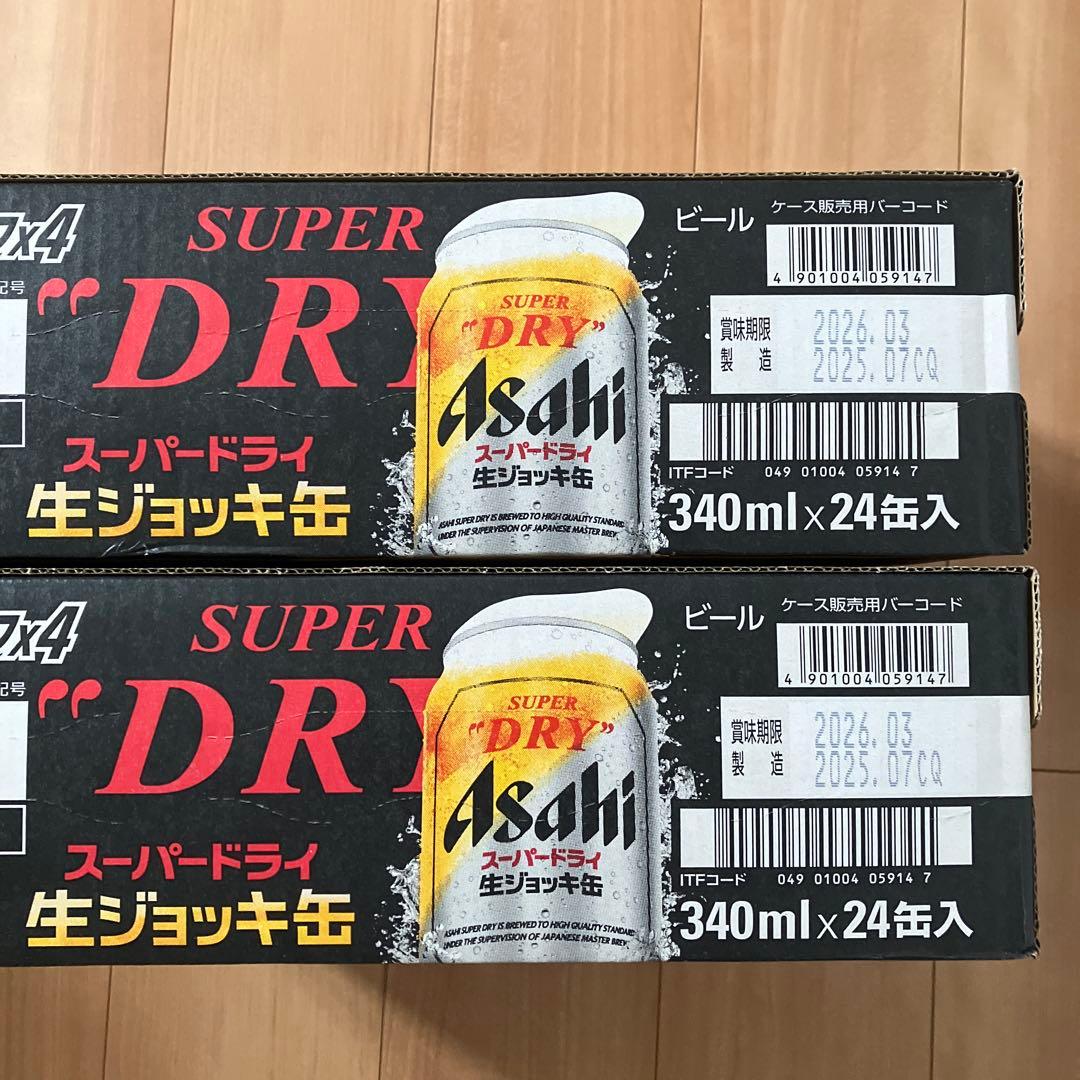 x4
SUPER
"DRY
スーパードライ
生ジョッキ缶
SUPER
"DRY"
Asahi
スーパードライ
生ジョッキ缶
ASAHI SUPER DRY IS BREWED TO HIGH QUALITY STANDARD
UNDER THE SUPERVISION OF JAPANESE MASTER BREW
ビール
ケース販売用バーコード
4 901004 059147
賞味期限 2026.03
製造 2025.07CQ
ITFコード 049 01004 05914 7
340ml×24缶入
x4
SUPER
"DRY
スーパードライ
生ジョッキ缶
SUPER
"DRY"
Asahi
スーパードライ
生ジョッキ缶
ASAHI SUPER DRY IS BREWED TO HIGH QUALITY STANDARD
UNDER THE SUPERVISION OF JAPANESE MASTER BREW
ビール
ケース販売用バーコード
4 901004 059147
賞味期限 2026.03
製造 2025.07CQ
ITFコード 049 01004 05914 7
340ml×24缶入